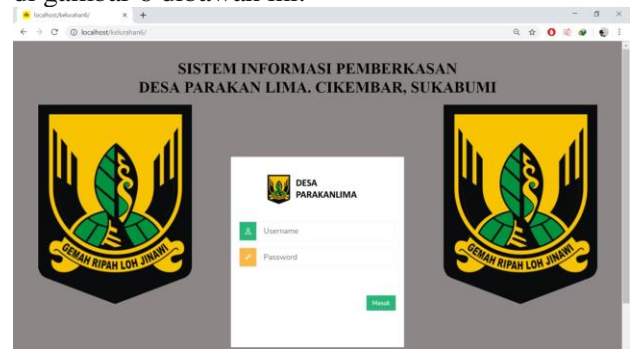 di gambar 6 dibawah ini.
localhost/kelurahan6/
localhost/kelurahan6/
SISTEM INFORMASI PEMBERKASAN
DESA PARAKAN LIMA. CIKEMBAR, SUKABUMI
DESA
PARAKANLIMA
Username
Password
Masuk
GEMAH RIPAH LOH JINAWI
GEMAH RIPAH LOH JINAWI